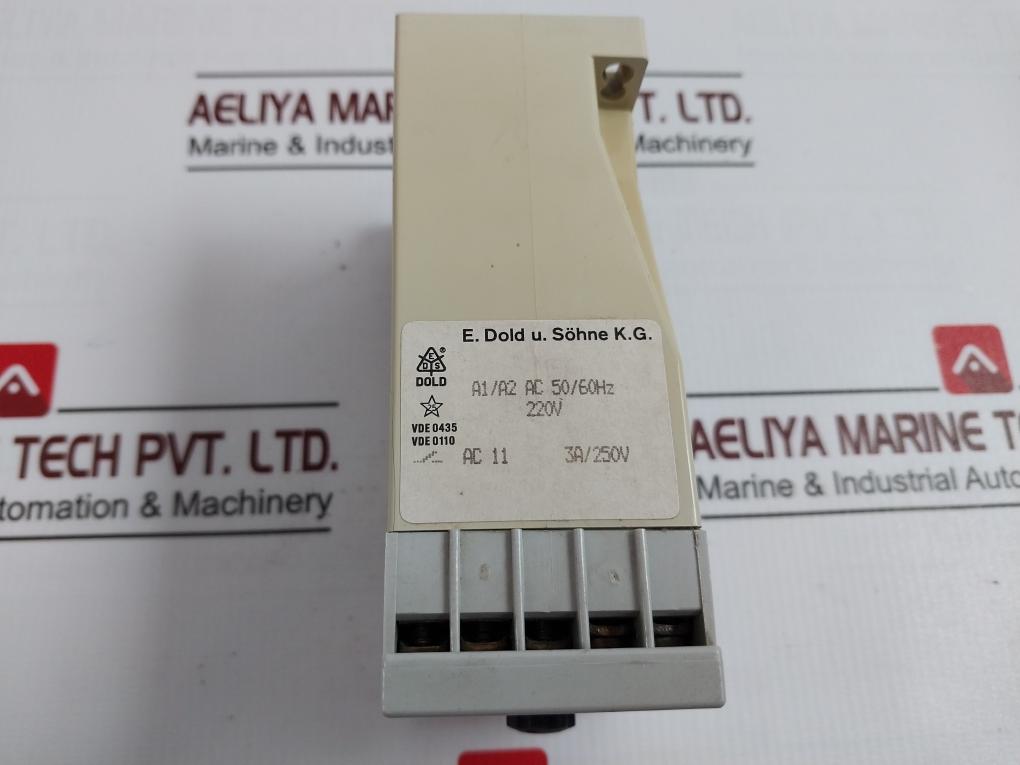 AELIYA MAR
T. LTD.
Marine & Indust
Machinery
E. Dold u. Söhne K.G.
E
D S
®
DOLD
A1/A2 AC 50/60Hz
220V
25
VDE 0435
VDE 0110
AC 11 3A/250V
TECH PVT. LTD.
tomation & Machinery
AELIYA MARINE T
Marine & Industrial Auto